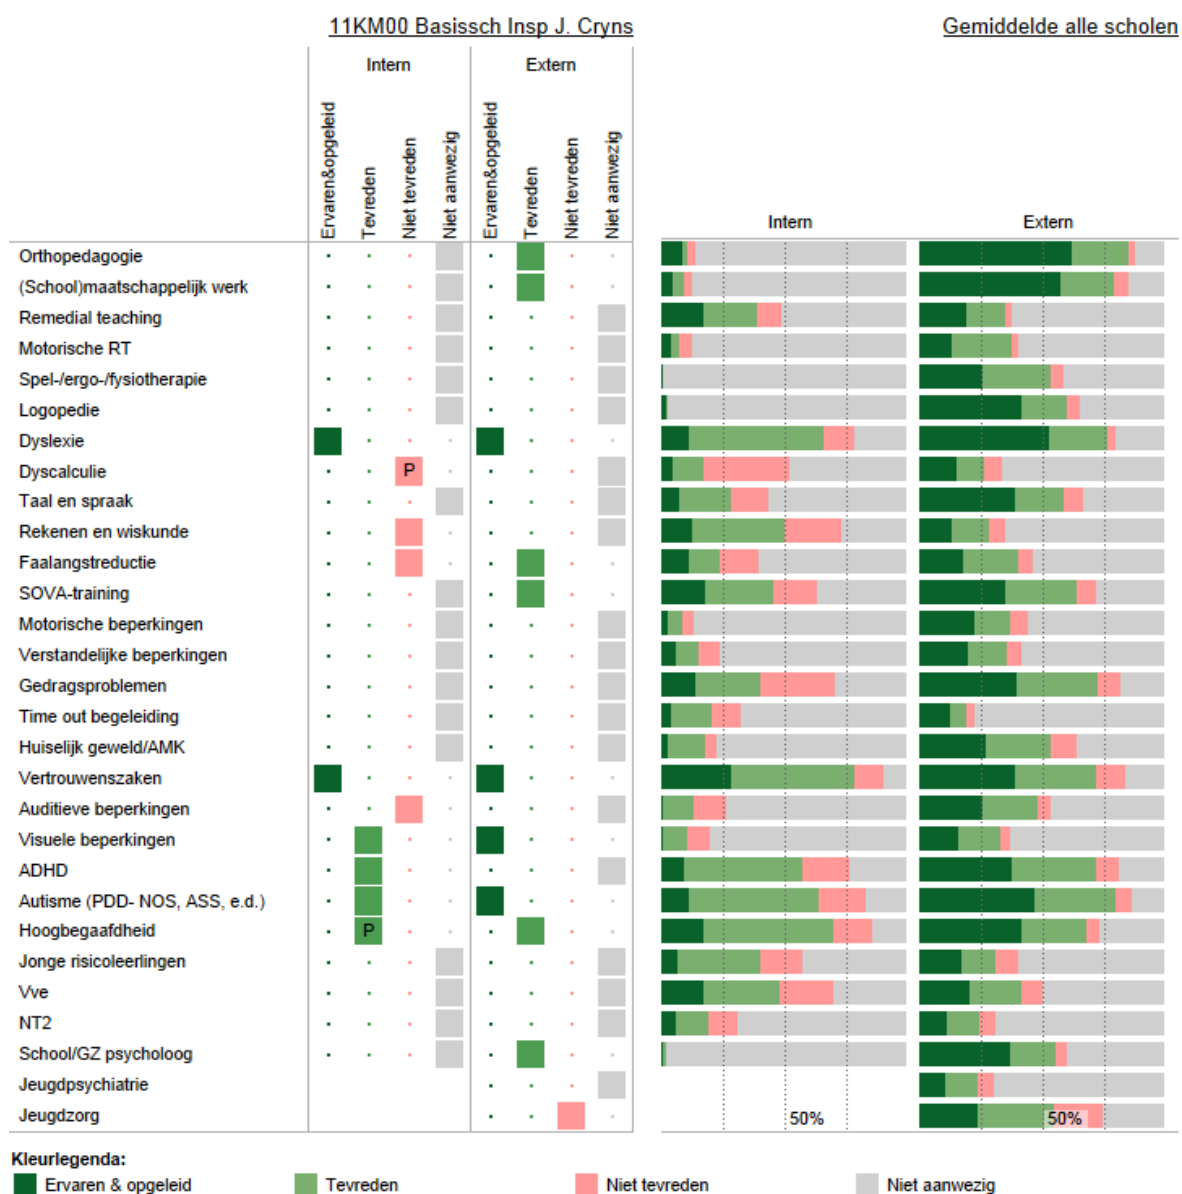 11KM00 Basissch Insp J. Cryns
Gemiddelde alle scholen
Intern
Extern
Ervaren&opgeleid
Tevreden
Niet tevreden
Niet aanwezig
Ervaren&opgeleid
Tevreden
Niet tevreden
Niet aanwezig
Intern
Extern
Orthopedagogie
(School)maatschappelijk werk
Remedial teaching
Motorische RT
Spel-/ergo-/fysiotherapie
Logopedie
Dyslexie
Dyscalculie P
Taal en spraak
Rekenen en wiskunde
Faalangstreductie
SOVA-training
Motorische beperkingen
Verstandelijke beperkingen
Gedragsproblemen
Time out begeleiding
Huiselijk geweld/AMK
Vertrouwenszaken
Auditieve beperkingen
Visuele beperkingen
ADHD
Autisme (PDD- NOS, ASS, e.d.)
Hoogbegaafdheid P
Jonge risicoleerlingen
Vve
NT2
School/GZ psycholoog
Jeugdpsychiatrie
Jeugdzorg 50% 50%
Kleurlegenda:
Ervaren & opgeleid Tevreden Niet tevreden Niet aanwezig